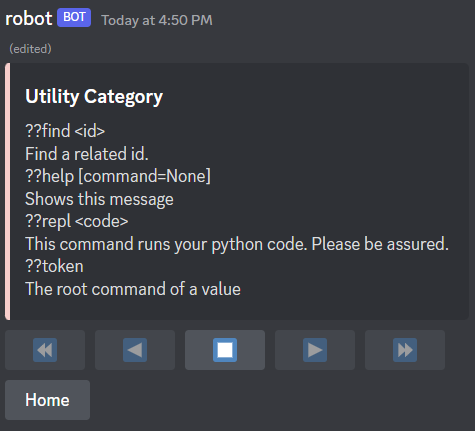 robot BOT Today at 4:50 PM
(edited)
Utility Category
??find <id>
Find a related id.
??help [command=None]
Shows this message
??repl <code>
This command runs your python code. Please be assured.
??token
The root command of a value
Home